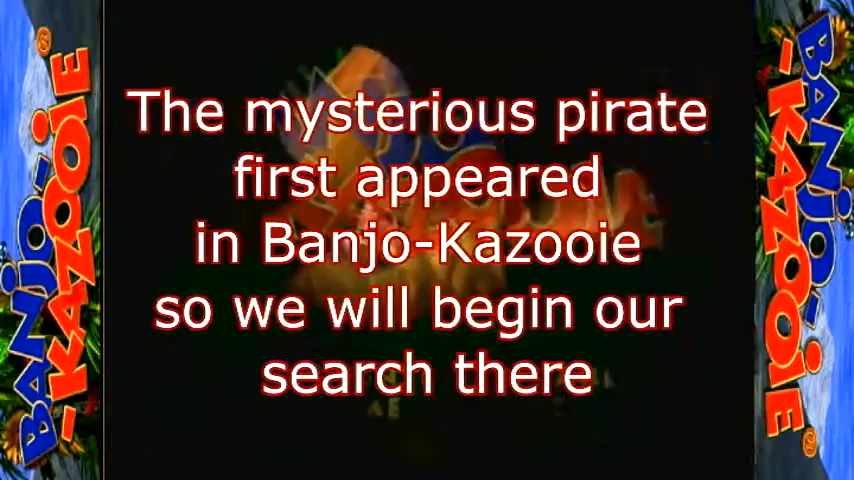 The mysterious pirate
first appeared
in Banjo-Kazooie
so we will begin our
search there
BANJO-
-KAZOOIE
BANJO-
-KAZOOIE